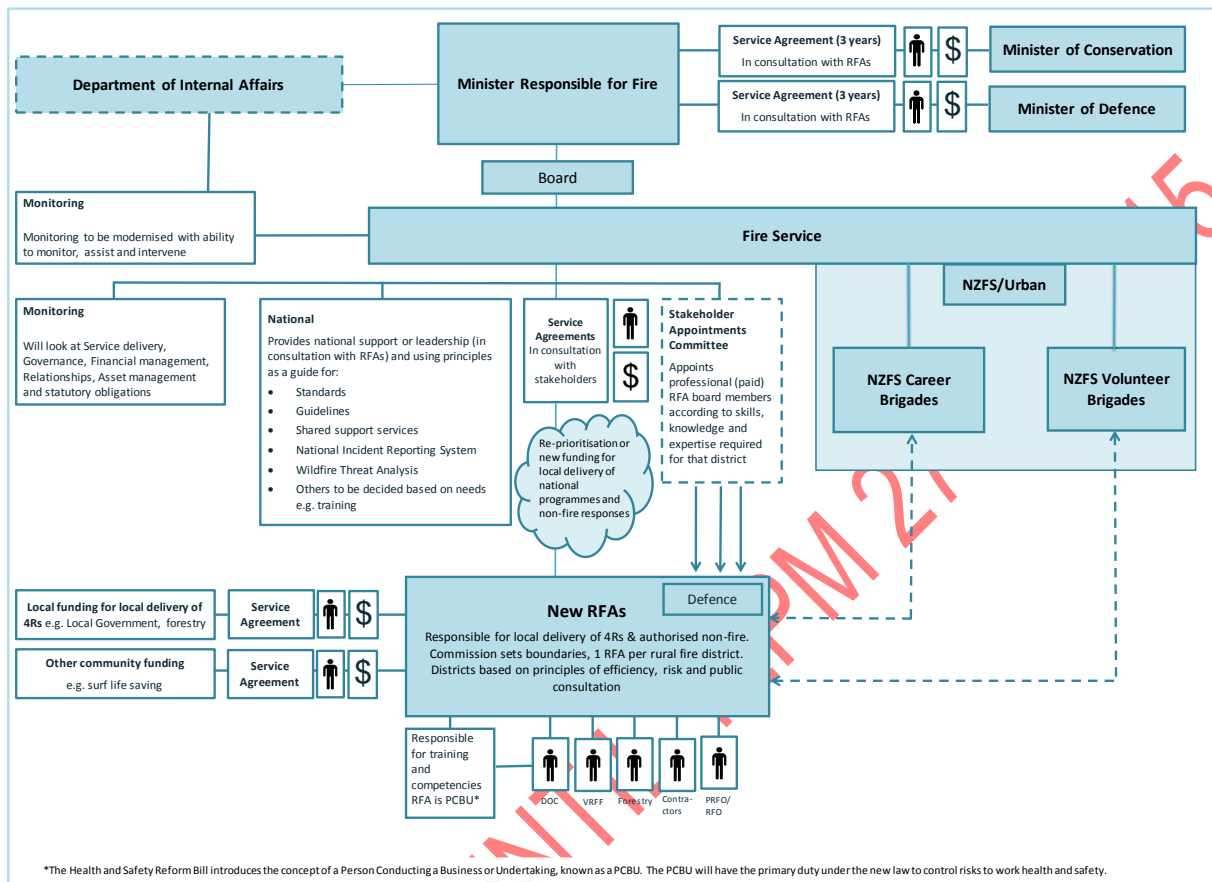 Department of Internal Affairs
Minister Responsible for Fire
Service Agreement (3 years)
In consultation with RFAs
$
Minister of Conservation
Service Agreement (3 years)
In consultation with RFAs
$
Minister of Defence
Board
Monitoring
Monitoring to be modernised with ability
to monitor, assist and intervene
Fire Service
NZFS/Urban
NZFS Career
Brigades
NZFS Volunteer
Brigades
Monitoring
Will look at Service delivery,
Governance, Financial management,
Relationships, Asset management
and statutory obligations
National
Provides national support or leadership (in
consultation with RFAs) and using principles
as a guide for:
• Standards
• Guidelines
• Shared support services
• National Incident Reporting System
• Wildfire Threat Analysis
• Others to be decided based on needs
e.g. training
Service
Agreements
In consultation
with
stakeholders
$
Stakeholder
Appointments
Committee
Appoints
professional (paid)
RFA board members
according to skills,
knowledge and
expertise required
for that district
Re-prioritisation or
new funding for
local delivery of
national
programmes and
non-fire responses
Local funding for local delivery of
4Rs e.g. Local Government, forestry
Service
Agreement
$
Other community funding
e.g. surf life saving
Service
Agreement
$
New RFAs
Defence
Responsible for local delivery of 4Rs & authorised non-fire.
Commission sets boundaries, 1 RFA per rural fire district.
Districts based on principles of efficiency, risk and public
consultation
Responsible
for training
and
competencies
RFA is PCBU*
DOC
VRFF
Forestry
Contra-
ctors
PRFO/
RFO
*The Health and Safety Reform Bill introduces the concept of a Person Conducting a Business or Undertaking, known as a PCBU. The PCBU will have the primary duty under the new law to control risks to work health and safety.